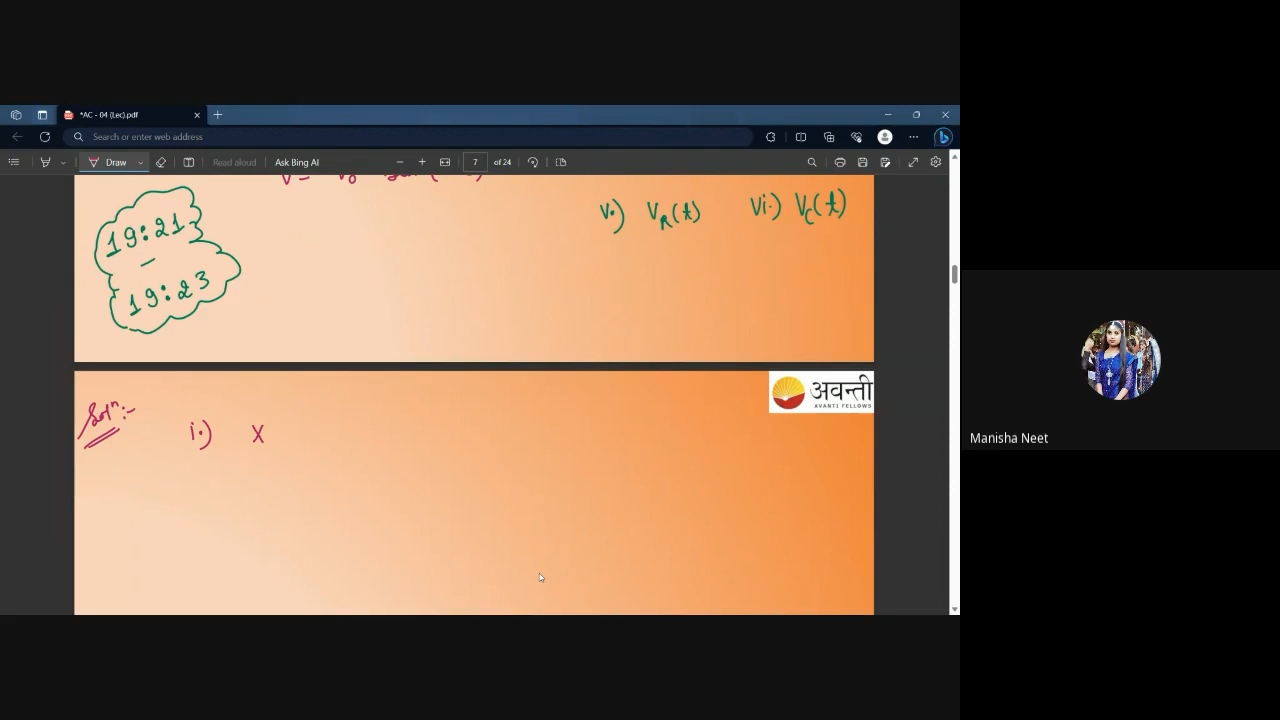 *AC - 04 (Lec).pdf
Search or enter web address
Draw
Read aloud
Ask Bing AI
7 of 24
v.) V_R(t) vi.) V_C(t)
19:21
–
19:23
अवन्ती
AVANTI FELLOWS
Solⁿ:-
i.) X
Manisha Neet